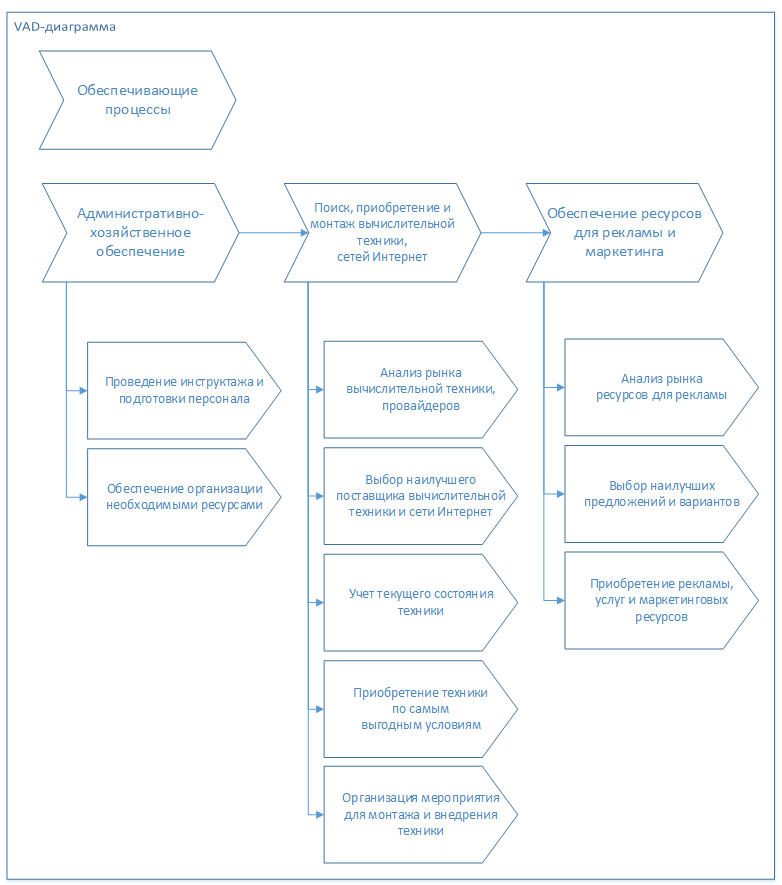 VAD-диаграмма
Обеспечивающие
процессы
Административно-
хозяйственное
обеспечение
Поиск, приобретение и
монтаж вычислительной
техники,
сетей Интернет
Обеспечение ресурсов
для рекламы и
маркетинга
Проведение инструктажа и
подготовки персонала
Обеспечение организации
необходимыми ресурсами
Анализ рынка
вычислительной техники,
провайдеров
Выбор наилучшего
поставщика вычислительной
техники и сети Интернет
Учет текущего состояния
техники
Приобретение техники
по самым
выгодным условиям
Организация мероприятия
для монтажа и внедрения
техники
Анализ рынка
ресурсов для рекламы
Выбор наилучших
предложений и вариантов
Приобретение рекламы,
услуг и маркетинговых
ресурсов